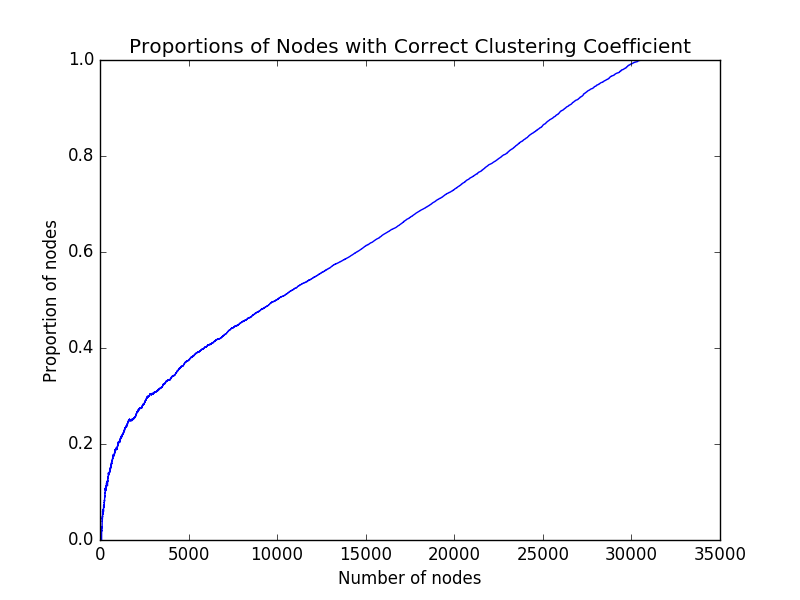 Proportions of Nodes with Correct Clustering Coefficient
1.0
0.8
0.6
0.4
0.2
0.0
Proportion of nodes
0 5000 10000 15000 20000 25000 30000 35000
Number of nodes